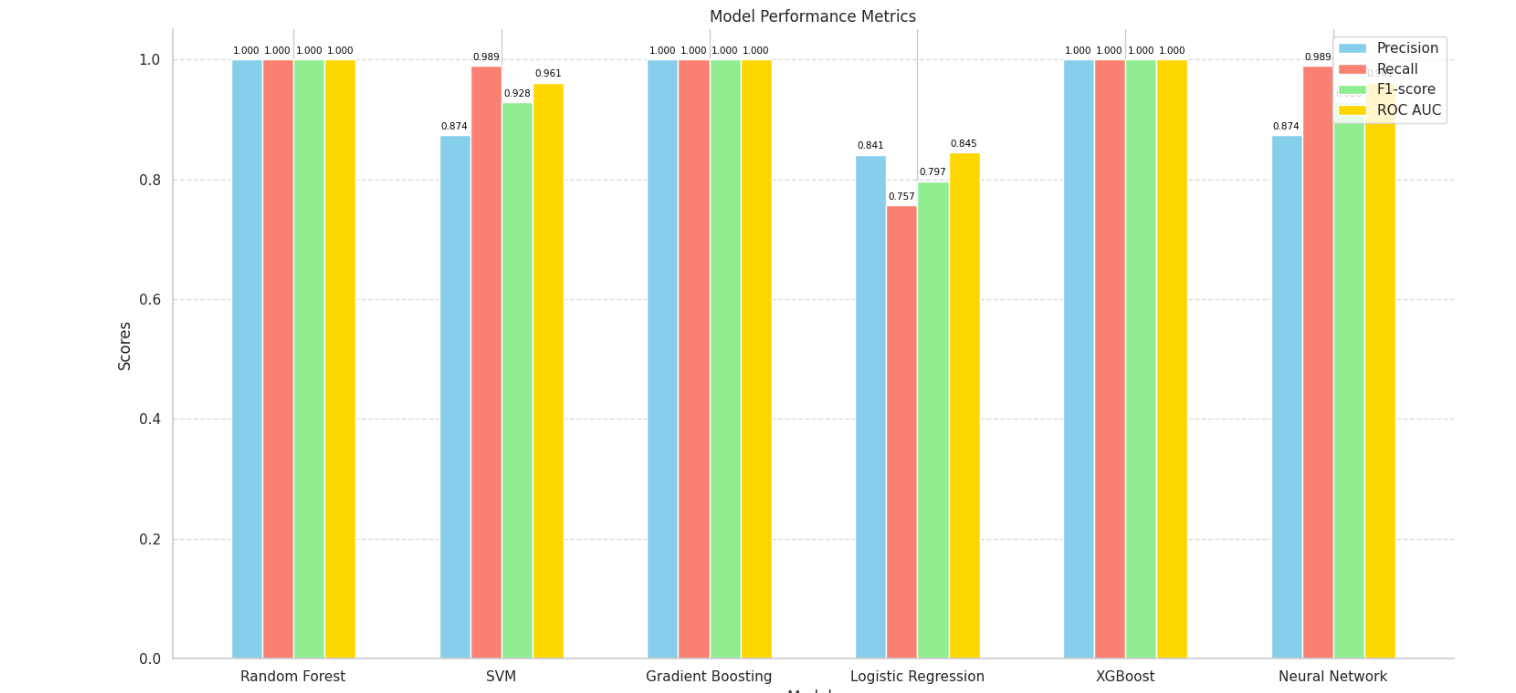 Model Performance Metrics
1.000 1.000 1.000 1.000
0.874 0.989 0.928 0.961
1.000 1.000 1.000 1.000
0.841 0.757 0.797 0.845
1.000 1.000 1.000 1.000
0.874 0.989
Precision
Recall
F1-score
ROC AUC
1.0
0.8
0.6
0.4
0.2
0.0
Scores
Random Forest
SVM
Gradient Boosting
Logistic Regression
XGBoost
Neural Network